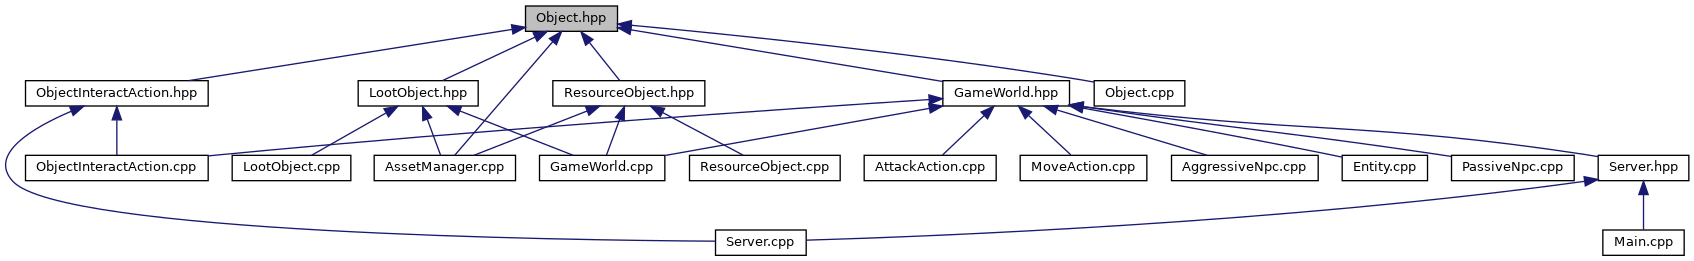 Object.hpp
ObjectInteractAction.hpp
LootObject.hpp
ResourceObject.hpp
GameWorld.hpp
Object.cpp
ObjectInteractAction.cpp
LootObject.cpp
AssetManager.cpp
GameWorld.cpp
ResourceObject.cpp
AttackAction.cpp
MoveAction.cpp
AggressiveNpc.cpp
Entity.cpp
PassiveNpc.cpp
Server.hpp
Server.cpp
Main.cpp